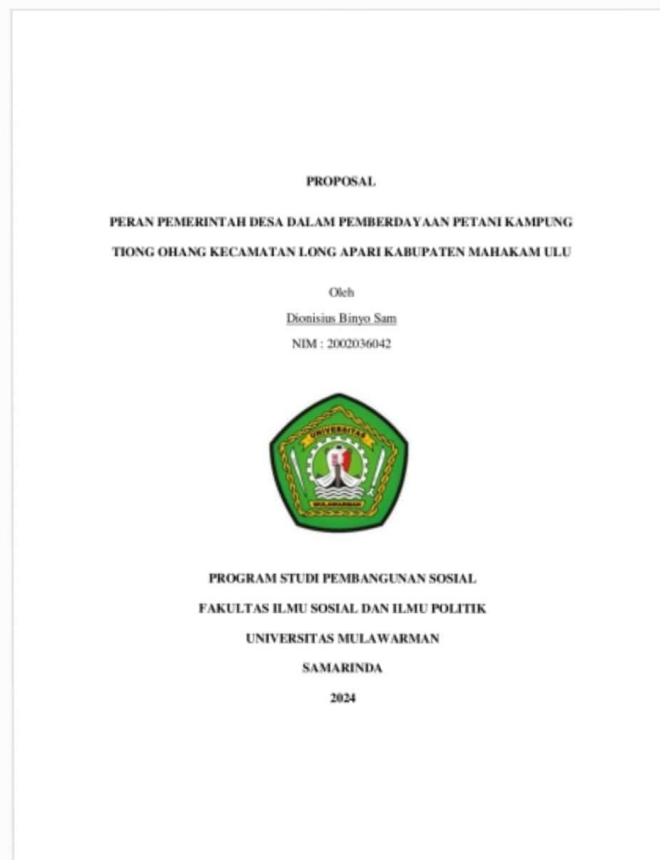 PROPOSAL
PERAN PEMERINTAH DESA DALAM PEMBERDAYAAN PETANI KAMPUNG
TIONG OHANG KECAMATAN LONG APARI KABUPATEN MAHAKAM ULU
Oleh
Dionisius Binyo Sam
NIM : 2002036042
UNIVERSITAS
MULAWARMAN
PROGRAM STUDI PEMBANGUNAN SOSIAL
FAKULTAS ILMU SOSIAL DAN ILMU POLITIK
UNIVERSITAS MULAWARMAN
SAMARINDA
2024